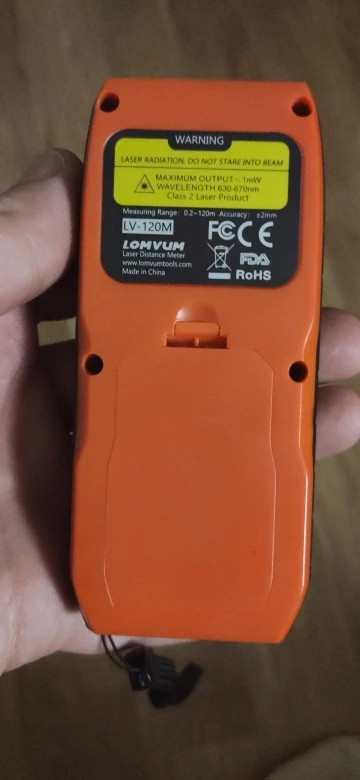 WARNING
LASER RADIATION, DO NOT STARE INTO BEAM
MAXIMUM OUTPUT<1mW
WAVELENGTH 630-670nm
Class 2 Laser Product
Measuring Range: 0.2~120m Accuracy: ±2mm
LV-120M
FC CE
LOMVUM
Laser Distance Meter
www.lomvumtools.com
Made in China
FDA
RoHS